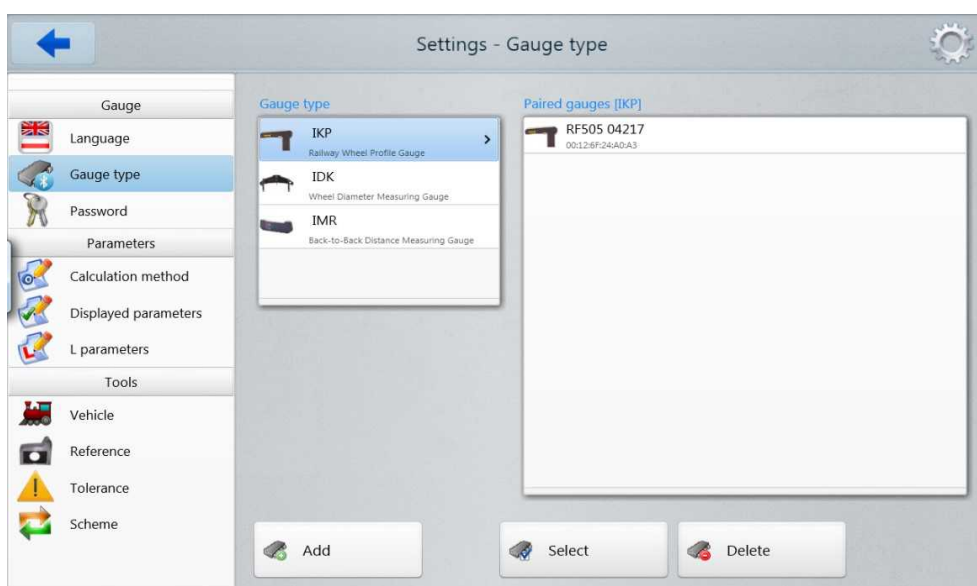 Settings - Gauge type
Gauge
Language
Gauge type
Password
Parameters
Calculation method
Displayed parameters
L parameters
Tools
Vehicle
Reference
Tolerance
Scheme
Gauge type
IKP
Railway Wheel Profile Gauge
IDK
Wheel Diameter Measuring Gauge
IMR
Back-to-Back Distance Measuring Gauge
Paired gauges [IKP]
RF505 04217
00:12:6F:24:A0:A3
Add
Select
Delete